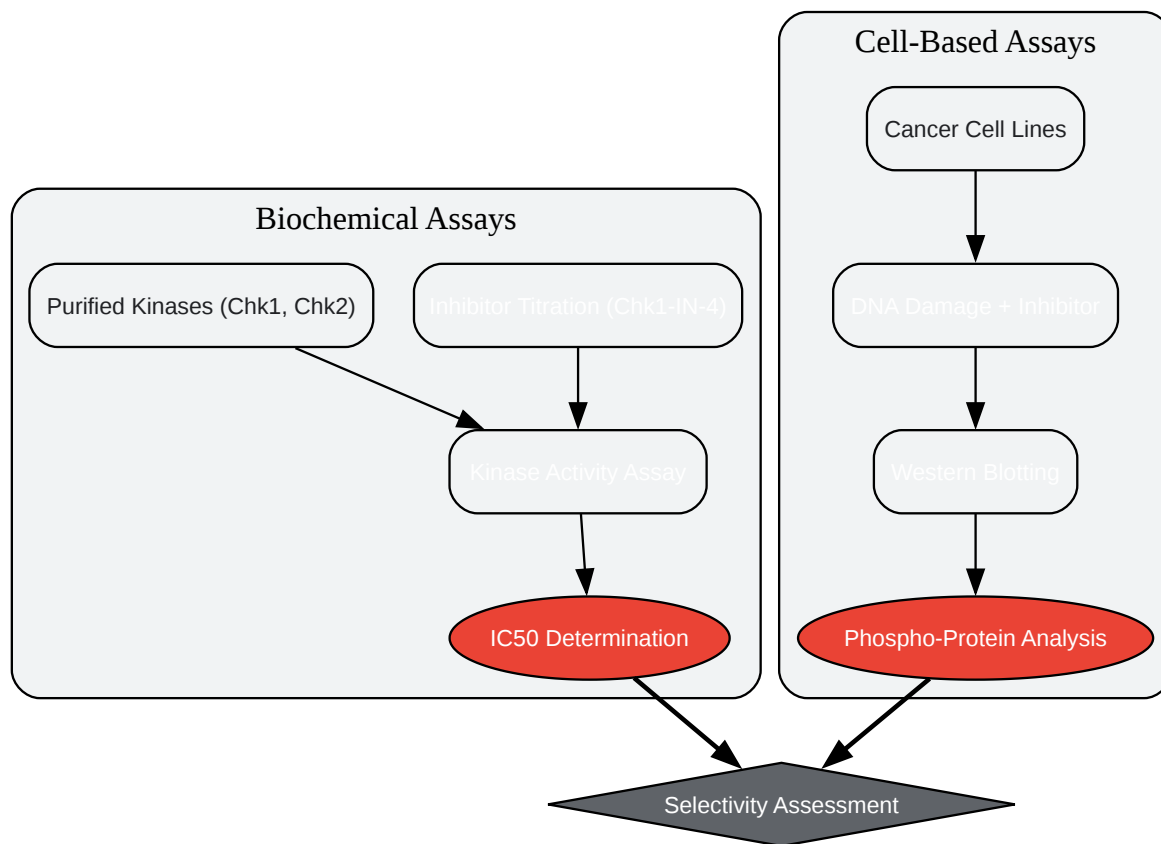 Cell-Based Assays
Cancer Cell Lines
Biochemical Assays
Purified Kinases (Chk1, Chk2)
Inhibitor Titration (Chk1-IN-4)
DNA Damage + Inhibitor
Kinase Activity Assay
Western Blotting
IC50 Determination
Phospho-Protein Analysis
Selectivity Assessment